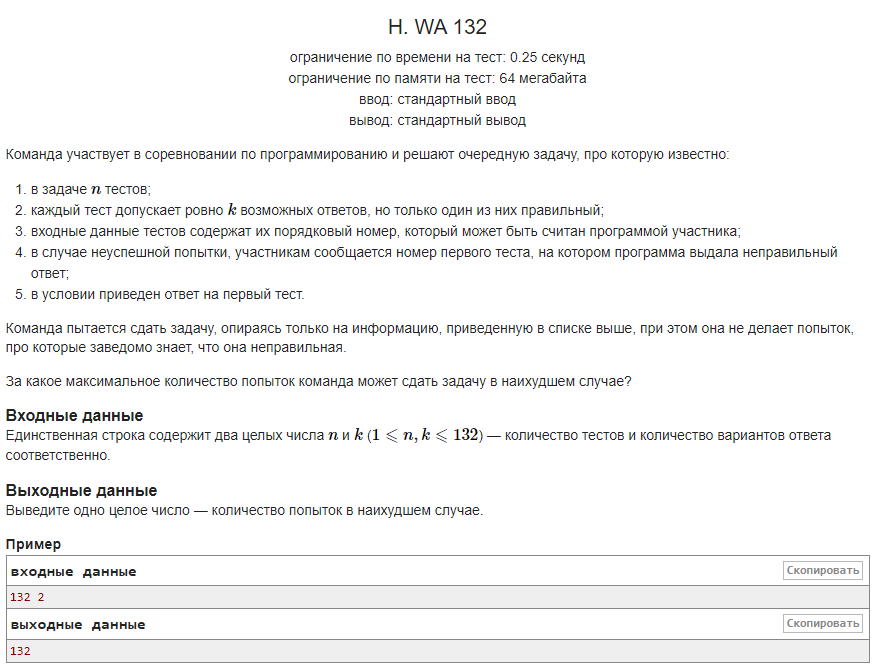 H. WA 132
ограничение по времени на тест: 0.25 секунд
ограничение по памяти на тест: 64 мегабайта
ввод: стандартный ввод
вывод: стандартный вывод
Команда участвует в соревновании по программированию и решают очередную задачу, про которую известно:
1. в задаче n тестов;
2. каждый тест допускает ровно k возможных ответов, но только один из них правильный;
3. входные данные тестов содержат их порядковый номер, который может быть считан программой участника;
4. в случае неуспешной попытки, участникам сообщается номер первого теста, на котором программа выдала неправильный
ответ;
5. в условии приведен ответ на первый тест.
Команда пытается сдать задачу, опираясь только на информацию, приведенную в списке выше, при этом она не делает попыток,
про которые заведомо знает, что она неправильная.
За какое максимальное количество попыток команда может сдать задачу в наихудшем случае?
Входные данные
Единственная строка содержит два целых числа n и k (1 ⩽ n, k ⩽ 132) — количество тестов и количество вариантов ответа
соответственно.
Выходные данные
Выведите одно целое число — количество попыток в наихудшем случае.
Пример
входные данные
Скопировать
132 2
выходные данные
Скопировать
132